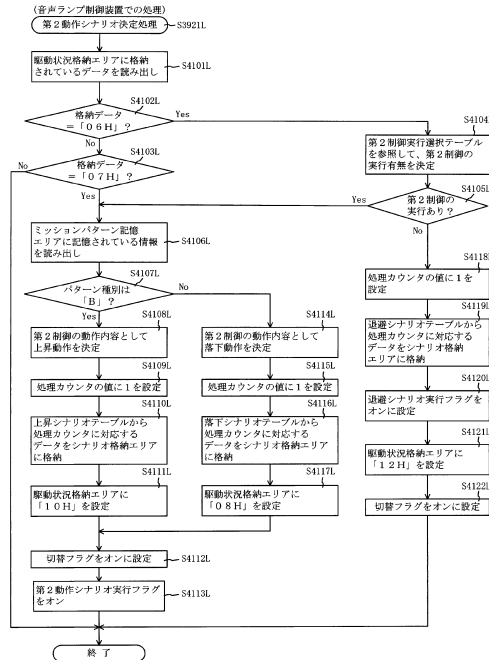 (音声ランプ制御装置での処理)
第2動作シナリオ決定処理
S3921L
駆動状況格納エリアに格納
されているデータを読み出し
S4101L
格納データ
=「06H」?
S4102L
Yes
No
格納データ
=「07H」?
S4103L
No
Yes
第2制御実行選択テーブル
を参照して、第2制御の
実行有無を決定
S4104
第2制御の
実行あり?
S4105L
Yes
No
ミッションパターン記憶
エリアに記憶されている情報
を読み出し
S4106L
パターン種別は
「B」?
S4107L
No
Yes
第2制御の動作内容として
上昇動作を決定
S4108L
処理カウンタの値に1を設定
S4109L
上昇シナリオテーブルから
処理カウンタに対応する
データをシナリオ格納エリア
に格納
S4110L
駆動状況格納エリアに
「10H」を設定
S4111L
第2制御の動作内容として
落下動作を決定
S4114L
処理カウンタの値に1を設定
S4115L
落下シナリオテーブルから
処理カウンタに対応する
データをシナリオ格納エリア
に格納
S4116L
駆動状況格納エリアに
「08H」を設定
S4117L
処理カウンタの値に1を
設定
S4118L
退避シナリオテーブルから
処理カウンタに対応する
データをシナリオ格納
エリアに格納
S4119L
退避シナリオ実行フラグを
オンに設定
S4120L
駆動状況格納エリアに
「12H」を設定
S4121L
切替フラグをオンに設定
S4122L
切替フラグをオンに設定
S4112L
第2動作シナリオ実行フラグ
をオン
S4113L
終了